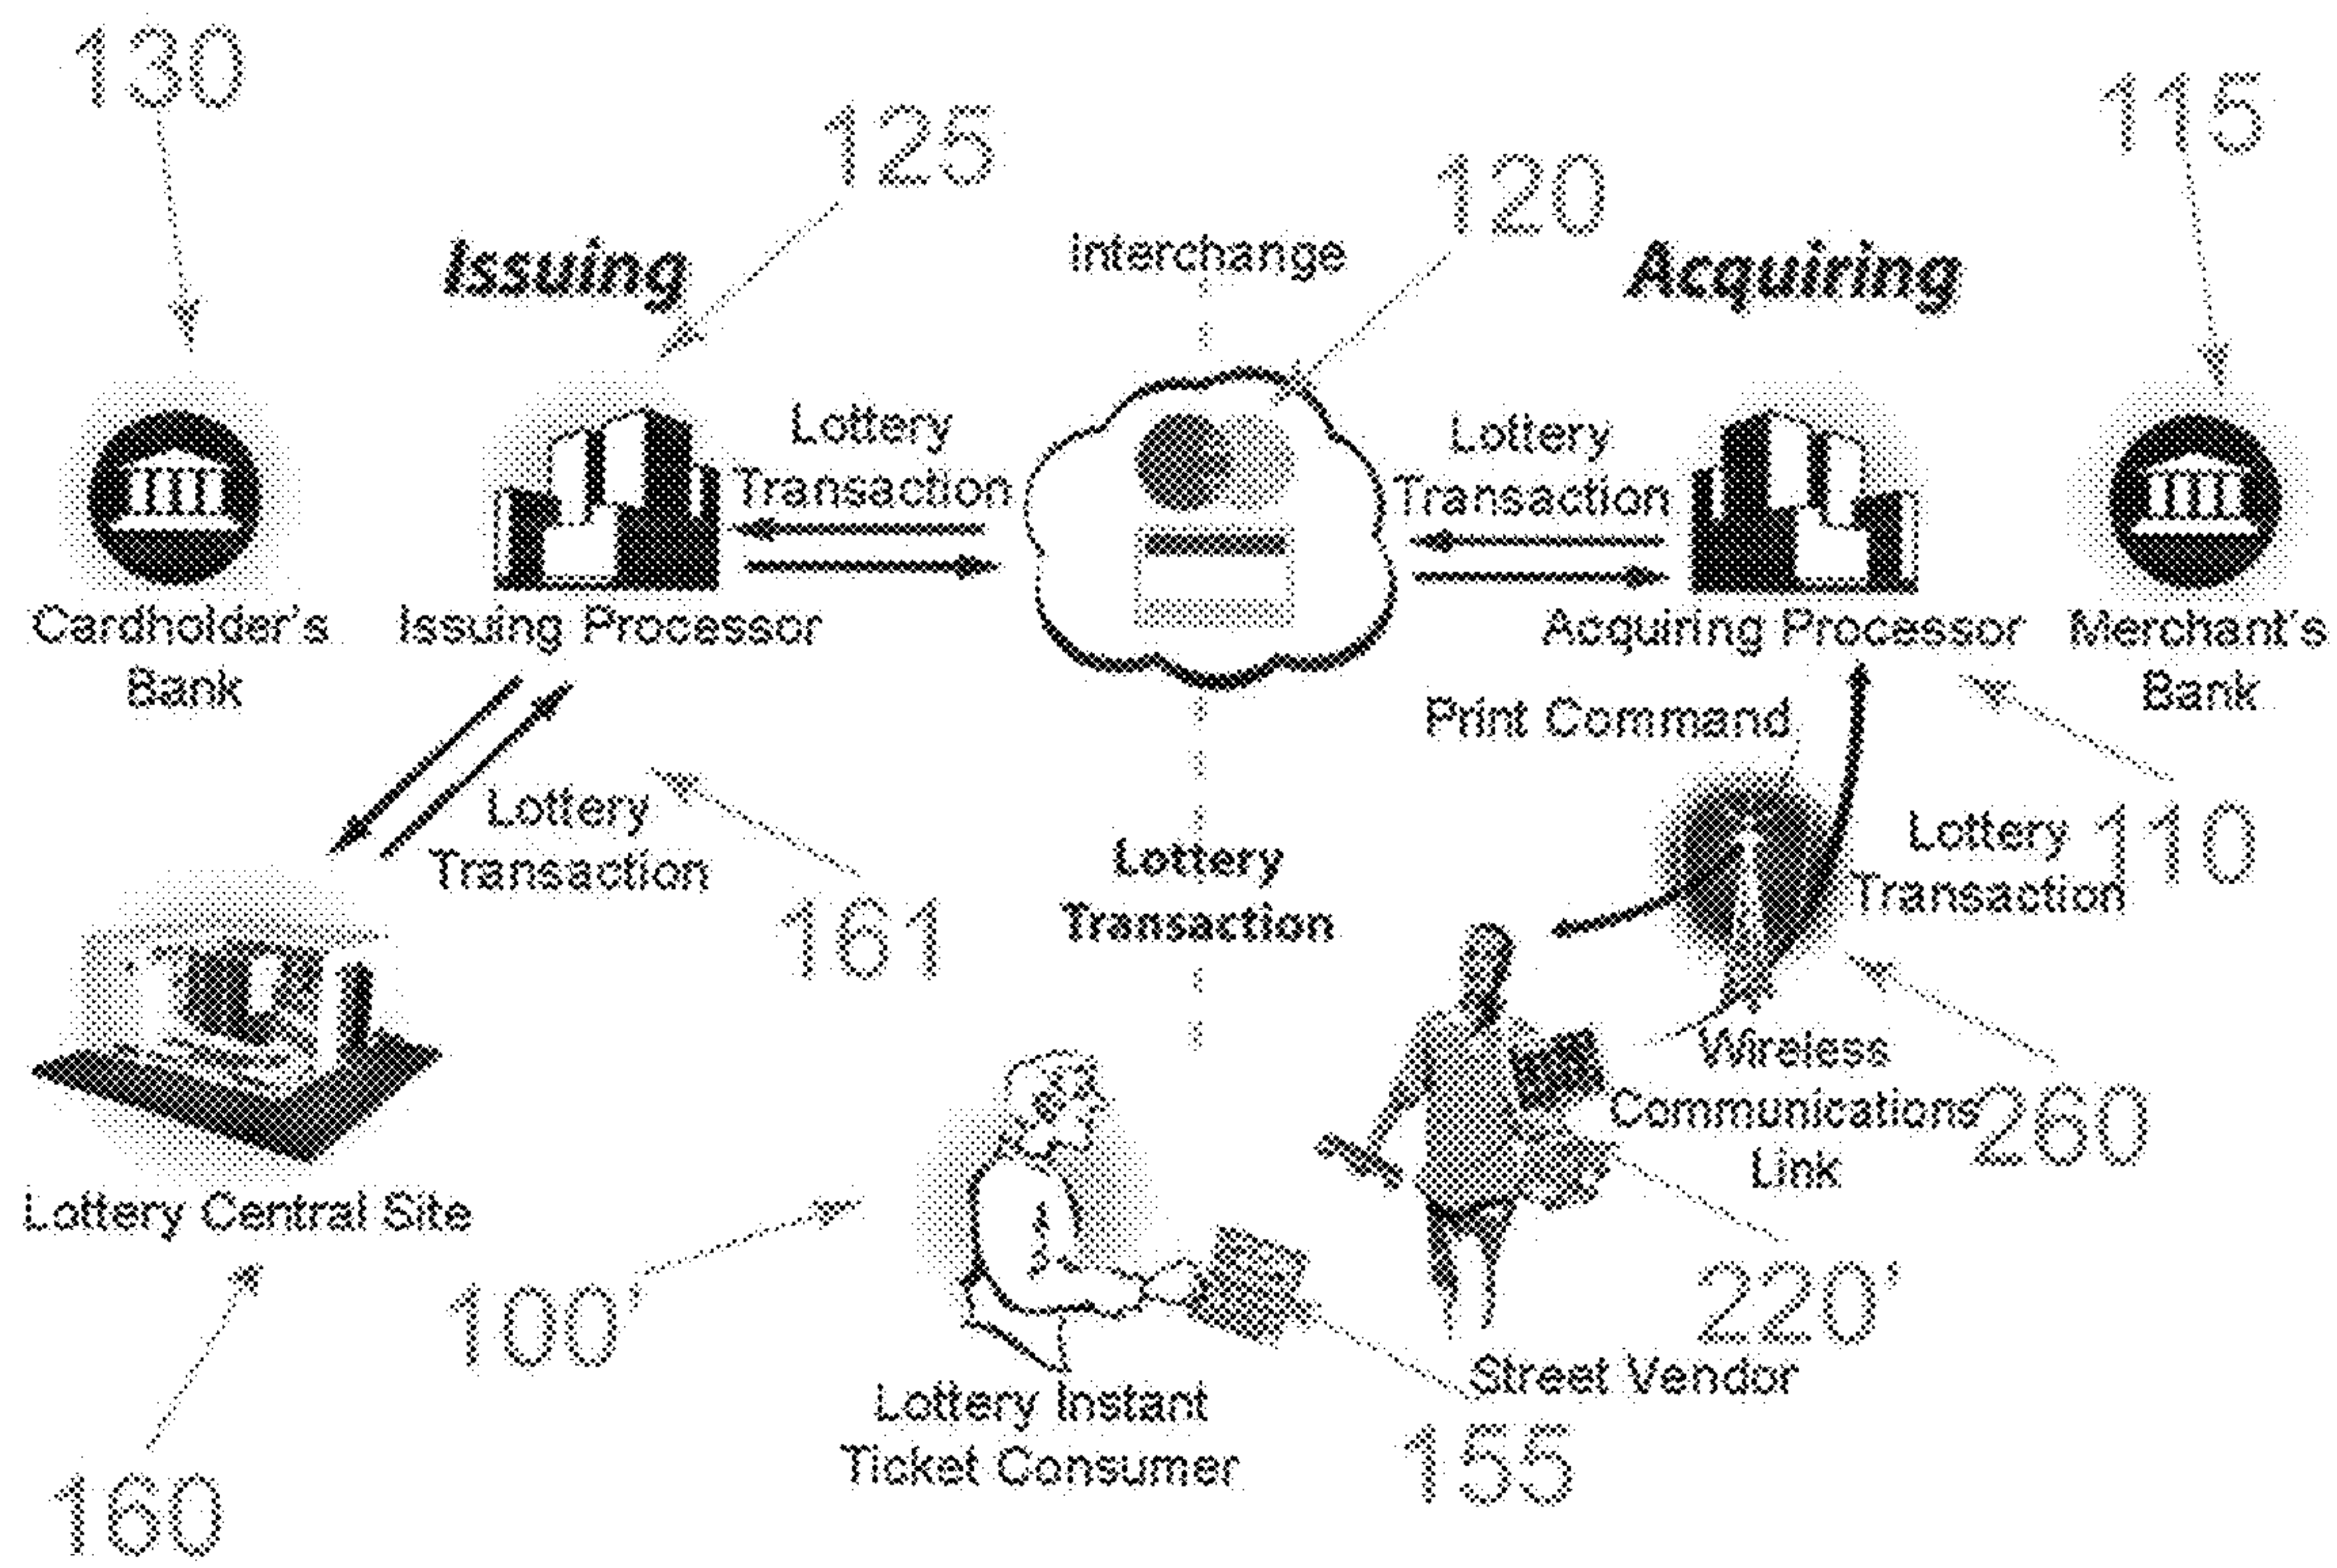 130
115
125
120
Issuing
Interchange
Acquiring
Lottery
Transaction
Lottery
Transaction
Cardholder's
Bank
Issuing Processor
Acquiring Processor
Merchant's
Bank
Print Command
Lottery
Transaction
161
Lottery
Transaction
Lottery
Transaction
110
Wireless
Communications
Link
260
Lottery Central Site
100'
220'
Street Vendor
Lottery Instant
Ticket Consumer
155
160